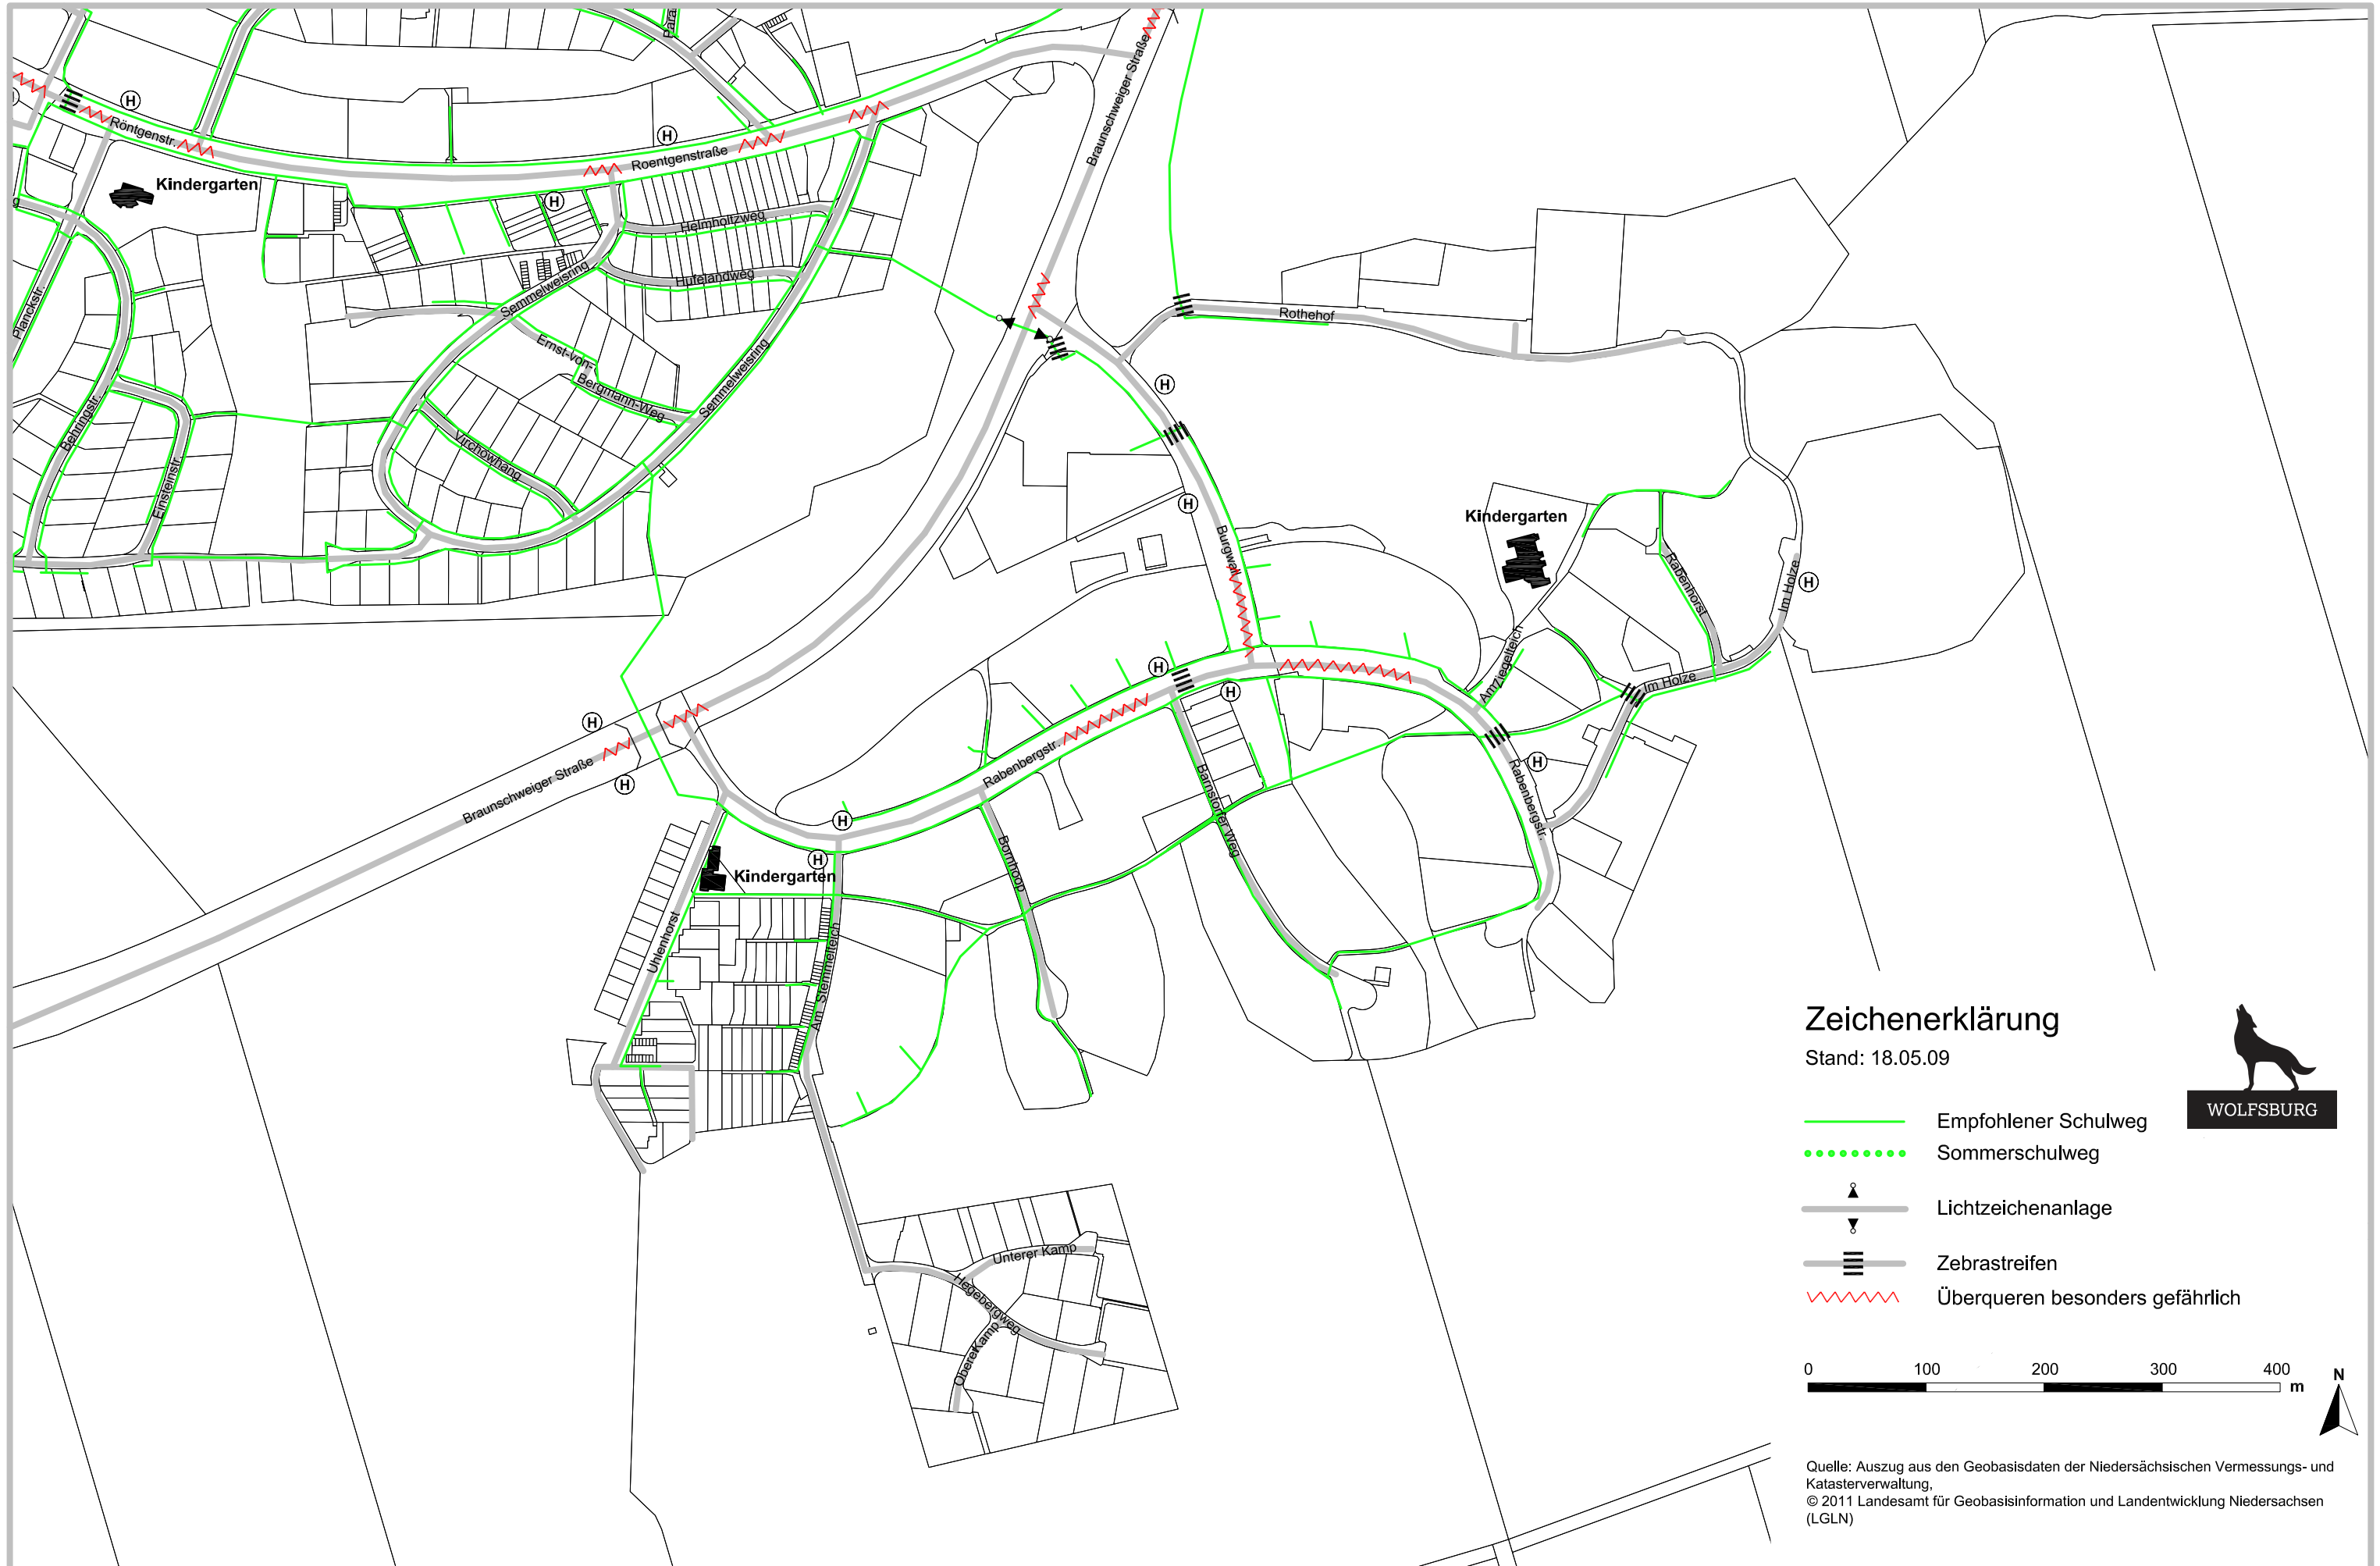 Para
Braunschweiger Straße
H
H
Röntgenstr.
H
Roentgenstraße
Kindergarten
H
g
Helmholtzweg
Hufelandweg
Semmelweisring
Planckstr.
Ernst-von-
Bergmann-Weg
Semmelweisring
Virchowhang
Behringstr.
Einsteinstr.
Rothehof
H
H
Burgwall
Kindergarten
Rabenhorst
Im Holze
H
Am Ziegelteich
Im Holze
H
H
Rabenbergstr.
H
Rabenbergstr.
Barnstorfer Weg
H
Braunschweiger Straße
H
H
H
Bornhoop
Kindergarten
Uhlenhorst
Am Stemmelteich
Unterer Kamp
Hegebergweg
Obere Kamp
Zeichenerklärung
Stand: 18.05.09
WOLFSBURG
Empfohlener Schulweg
Sommerschulweg
Lichtzeichenanlage
Zebrastreifen
Überqueren besonders gefährlich
0 100 200 300 400
m
N
Quelle: Auszug aus den Geobasisdaten der Niedersächsischen Vermessungs- und
Katasterverwaltung,
© 2011 Landesamt für Geobasisinformation und Landentwicklung Niedersachsen
(LGLN)